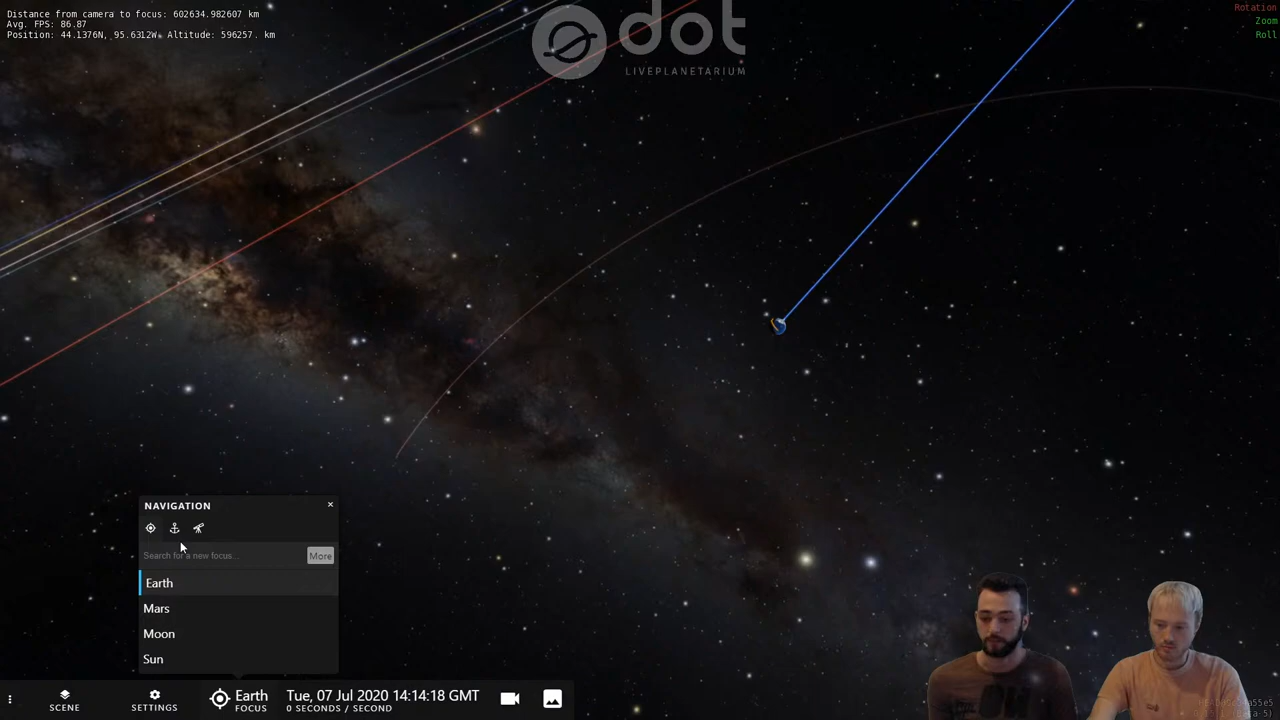 Distance from camera to focus: 602634.982607 km
Avg. FPS: 86.87
Position: 44.1376N, 95.6312W, Altitude: 596257. km
Rotation
Zoom
Roll
dot
LIVEPLANETARIUM
NAVIGATION
Search for a new focus...
More
Earth
Mars
Moon
Sun
SCENE
SETTINGS
Earth
FOCUS
Tue, 07 Jul 2020 14:14:18 GMT
0 SECONDS / SECOND